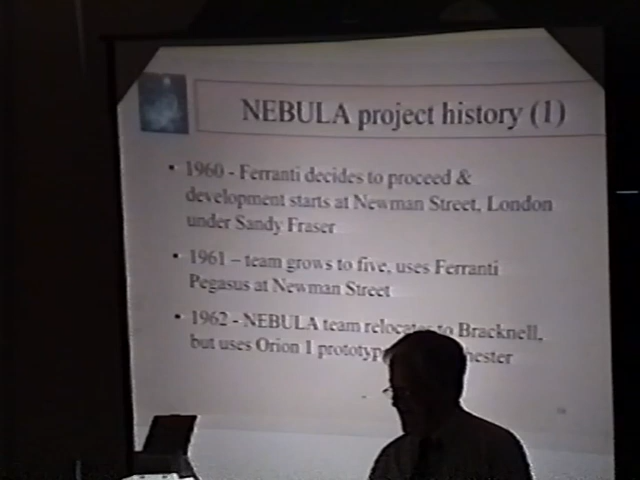 NEBULA project history (1)
• 1960 - Ferranti decides to proceed &
development starts at Newman Street, London
under Sandy Fraser
• 1961 – team grows to five, uses Ferranti
Pegasus at Newman Street
• 1962 - NEBULA team relocates to Bracknell,
but uses Orion 1